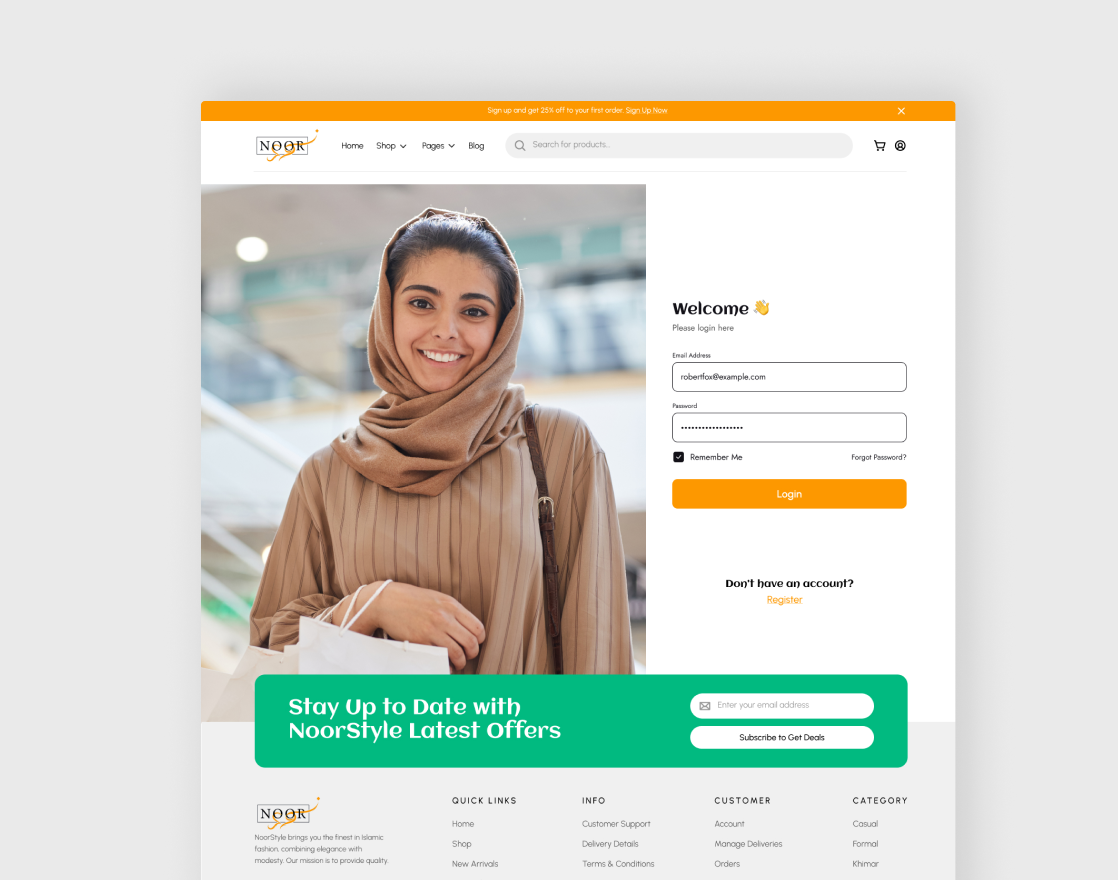 Sign up and get 25% off to your first order. Sign Up Now
NOOR
Home
Shop
Pages
Blog
Search for products..
Welcome 👋
Please login here
Email Address
robertfox@example.com
Password
••••••••••••••••••
Remember Me
Forgot Password?
Login
Don't have an account?
Register
Stay Up to Date with
NoorStyle Latest Offers
Enter your email address
Subscribe to Get Deals
NOOR
NoorStyle brings you the finest in Islamic
fashion, combining elegance with
modesty. Our mission is to provide quality,
QUICK LINKS
Home
Shop
New Arrivals
INFO
Customer Support
Delivery Details
Terms & Conditions
CUSTOMER
Account
Manage Deliveries
Orders
CATEGORY
Casual
Formal
Khimar